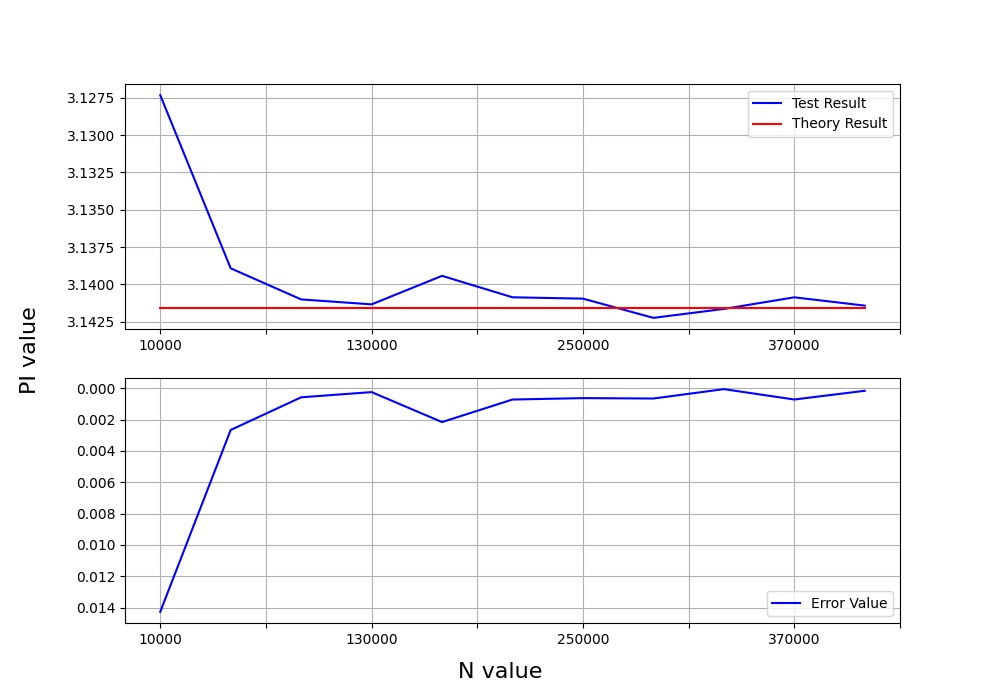 3.1275
3.1300
3.1325
3.1350
3.1375
3.1400
3.1425
Test Result
Theory Result
10000 130000 250000 370000
PI value
0.000
0.002
0.004
0.006
0.008
0.010
0.012
0.014
Error Value
10000 130000 250000 370000
N value